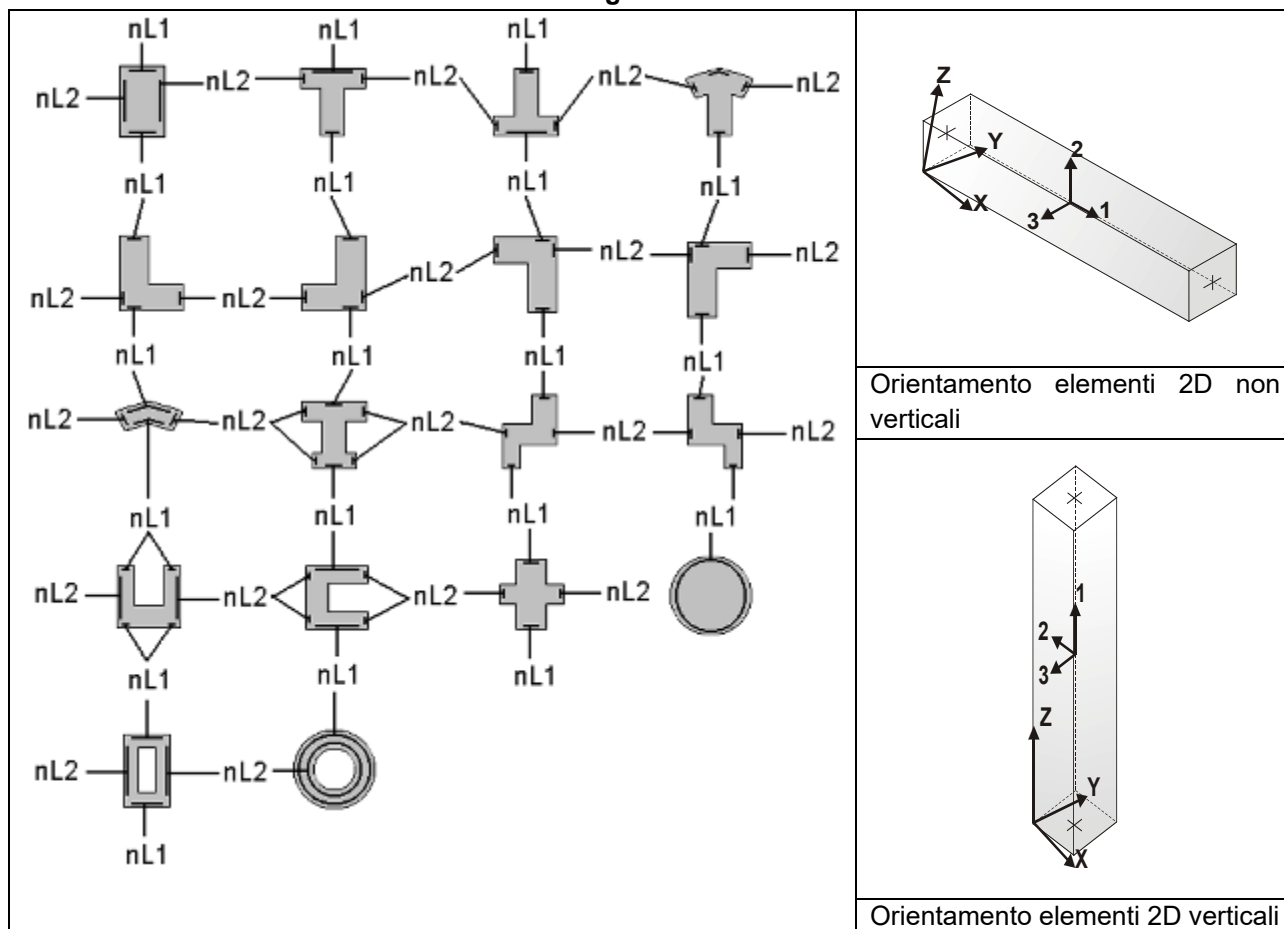 nL1 nL1 nL1
nL2 nL2 nL2 nL2 nL2
nL1 nL1 nL1 nL1
nL2 nL2 nL2 nL2 nL2
nL1 nL1 nL1 nL1
nL2 nL2 nL2 nL2 nL2
nL1 nL1 nL1 nL1
nL2 nL2 nL2 nL2
nL1 nL1 nL1
nL2 nL2
nL1
Z
Y
2
X
3
1
Orientamento elementi 2D non
verticali
1
2
3
Z
Y
X
Orientamento elementi 2D verticali